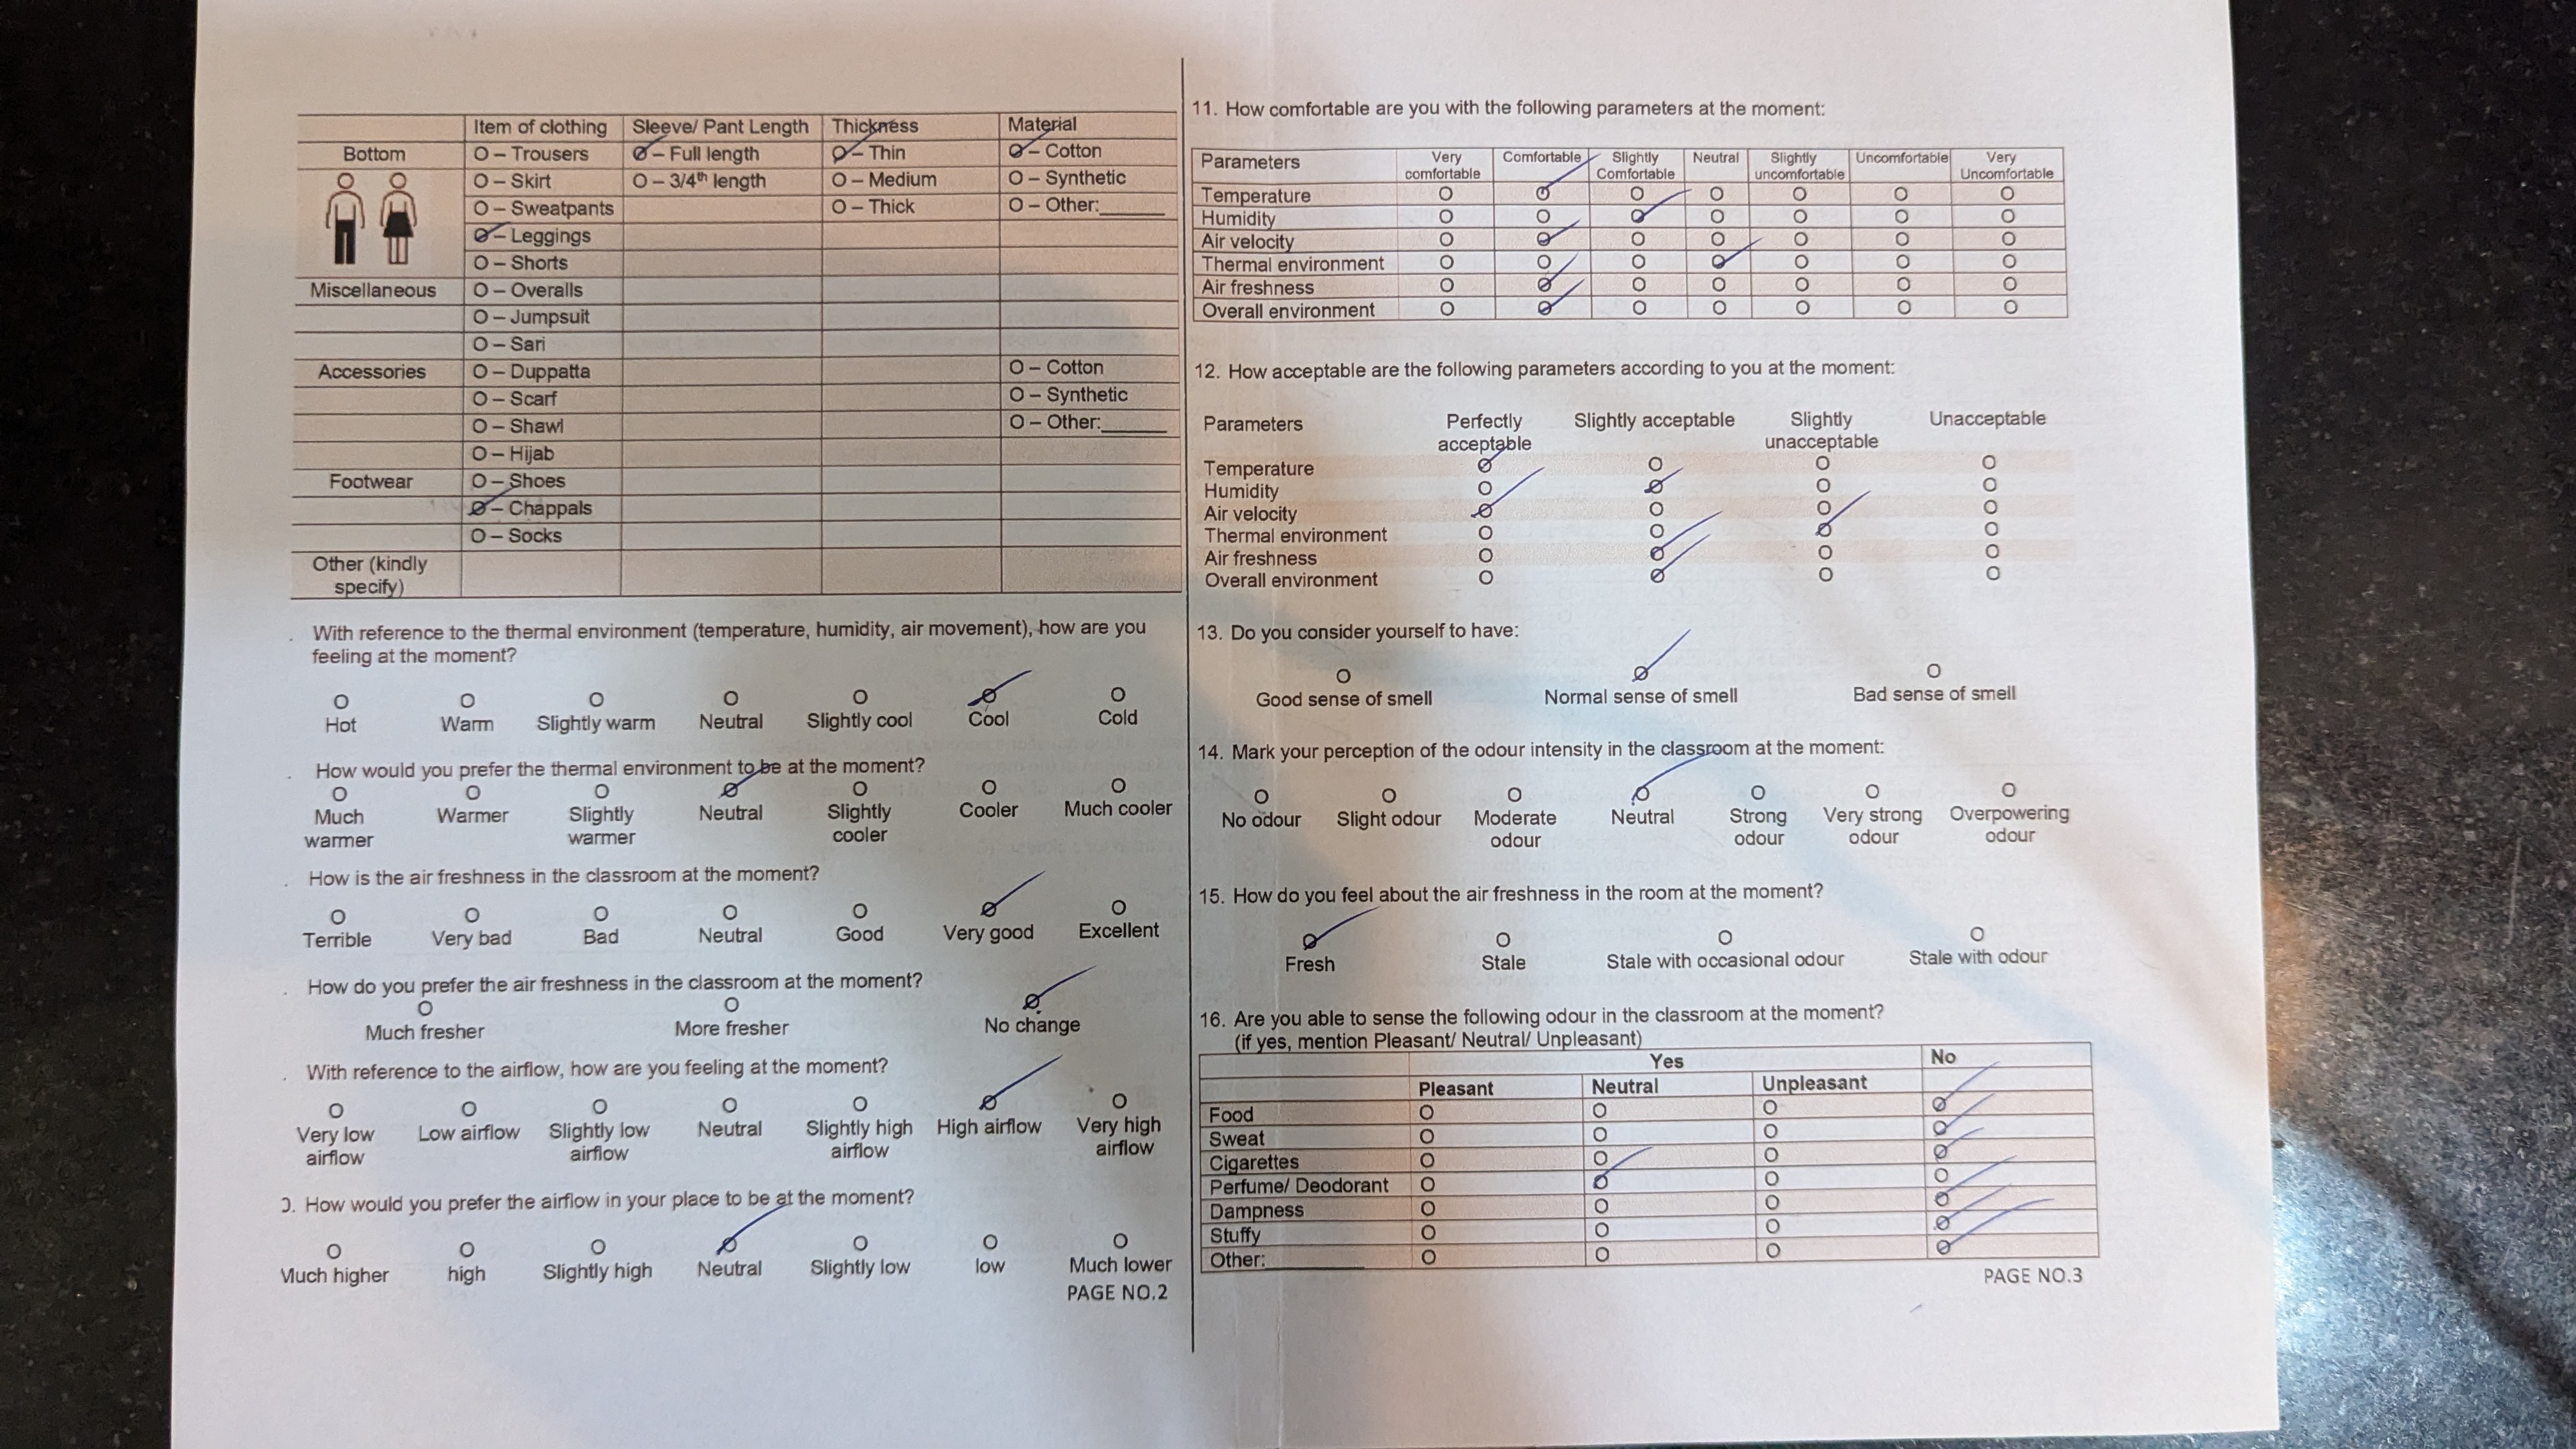 Item of clothing Sleeve/ Pant Length Thickness Material
Bottom O – Trousers O – Full length O – Thin O – Cotton
O – Skirt O – 3/4th length O – Medium O – Synthetic
O – Sweatpants O – Thick O – Other:______
O – Leggings
O – Shorts
Miscellaneous O – Overalls
O – Jumpsuit
O – Sari
Accessories O – Duppatta O – Cotton
O – Scarf O – Synthetic
O – Shawl O – Other:______
O – Hijab
Footwear O – Shoes
O – Chappals
O – Socks
Other (kindly
specify)
. With reference to the thermal environment (temperature, humidity, air movement), how are you
feeling at the moment?
O O O O O O O
Hot Warm Slightly warm Neutral Slightly cool Cool Cold
. How would you prefer the thermal environment to be at the moment?
O O O O O O O
Much Warmer Slightly Neutral Slightly Cooler Much cooler
warmer warmer cooler
. How is the air freshness in the classroom at the moment?
O O O O O O O
Terrible Very bad Bad Neutral Good Very good Excellent
. How do you prefer the air freshness in the classroom at the moment?
O O O
Much fresher More fresher No change
. With reference to the airflow, how are you feeling at the moment?
O O O O O O O
Very low Low airflow Slightly low Neutral Slightly high High airflow Very high
airflow airflow airflow airflow
0. How would you prefer the airflow in your place to be at the moment?
O O O O O O O
Much higher high Slightly high Neutral Slightly low low Much lower
PAGE NO.2
11. How comfortable are you with the following parameters at the moment:
Parameters Very Comfortable Slightly Neutral Slightly Uncomfortable Very
comfortable Comfortable uncomfortable Uncomfortable
Temperature O O O O O O O
Humidity O O O O O O O
Air velocity O O O O O O O
Thermal environment O O O O O O O
Air freshness O O O O O O O
Overall environment O O O O O O O
12. How acceptable are the following parameters according to you at the moment:
Parameters Perfectly Slightly acceptable Slightly Unacceptable
acceptable unacceptable
Temperature O O O O
Humidity O O O O
Air velocity O O O O
Thermal environment O O O O
Air freshness O O O O
Overall environment O O O O
13. Do you consider yourself to have:
O O O
Good sense of smell Normal sense of smell Bad sense of smell
14. Mark your perception of the odour intensity in the classroom at the moment:
O O O O O O O
No odour Slight odour Moderate Neutral Strong Very strong Overpowering
odour odour odour odour
15. How do you feel about the air freshness in the room at the moment?
O O O O
Fresh Stale Stale with occasional odour Stale with odour
16. Are you able to sense the following odour in the classroom at the moment?
(if yes, mention Pleasant/ Neutral/ Unpleasant)
Yes No
Pleasant Neutral Unpleasant
Food O O O O
Sweat O O O O
Cigarettes O O O O
Perfume/ Deodorant O O O O
Dampness O O O O
Stuffy O O O O
Other:_________ O O O O
PAGE NO.3